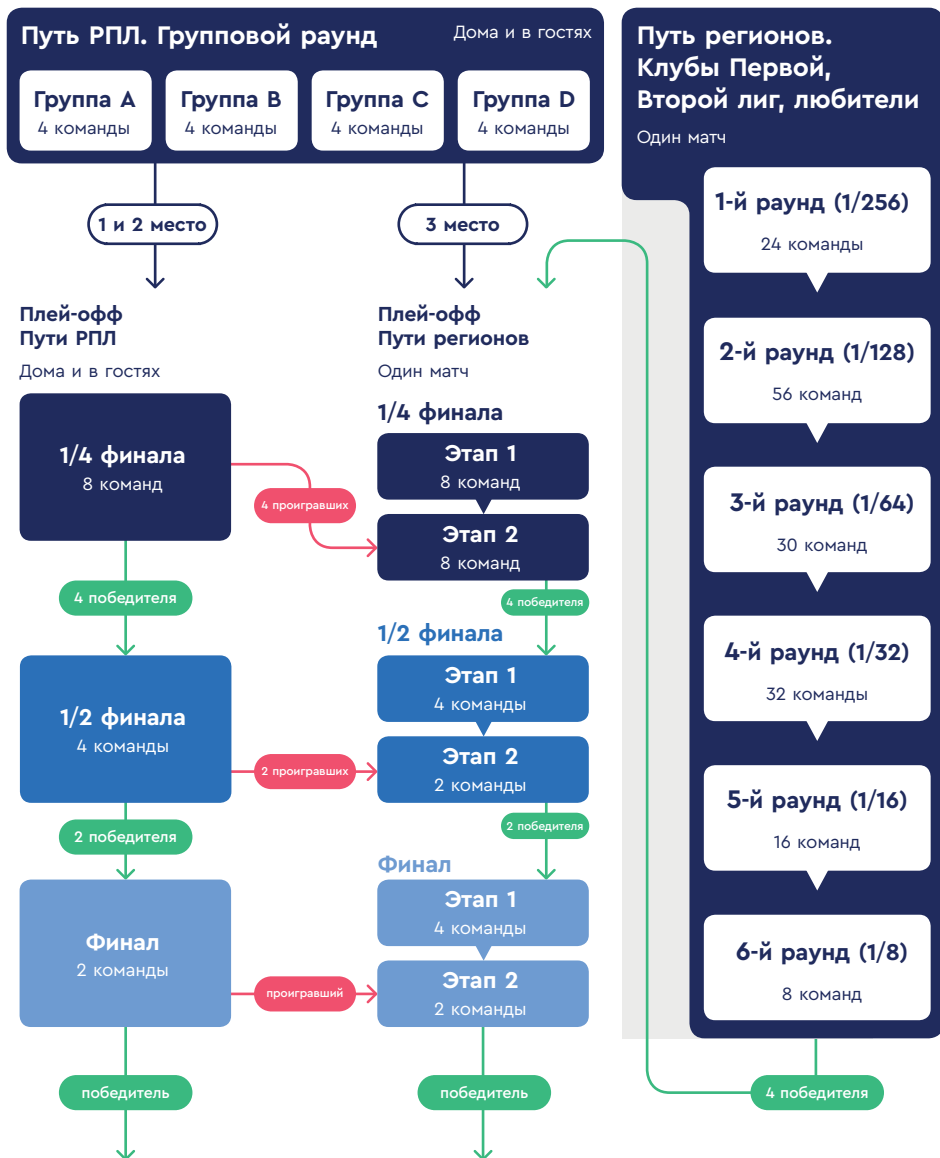 Путь РПЛ. Групповой раунд
Дома и в гостях
Группа A
4 команды
Группа B
4 команды
Группа C
4 команды
Группа D
4 команды
1 и 2 место
3 место
Плей-офф
Пути РПЛ
Дома и в гостях
1/4 финала
8 команд
4 проигравших
4 победителя
1/2 финала
4 команды
2 проигравших
2 победителя
Финал
2 команды
проигравший
победитель
Плей-офф
Пути регионов
Один матч
1/4 финала
Этап 1
8 команд
Этап 2
8 команд
4 победителя
1/2 финала
Этап 1
4 команды
Этап 2
2 команды
2 победителя
Финал
Этап 1
4 команды
Этап 2
2 команды
победитель
Путь регионов.
Клубы Первой,
Второй лиг, любители
Один матч
1-й раунд (1/256)
24 команды
2-й раунд (1/128)
56 команд
3-й раунд (1/64)
30 команд
4-й раунд (1/32)
32 команды
5-й раунд (1/16)
16 команд
6-й раунд (1/8)
8 команд
4 победителя